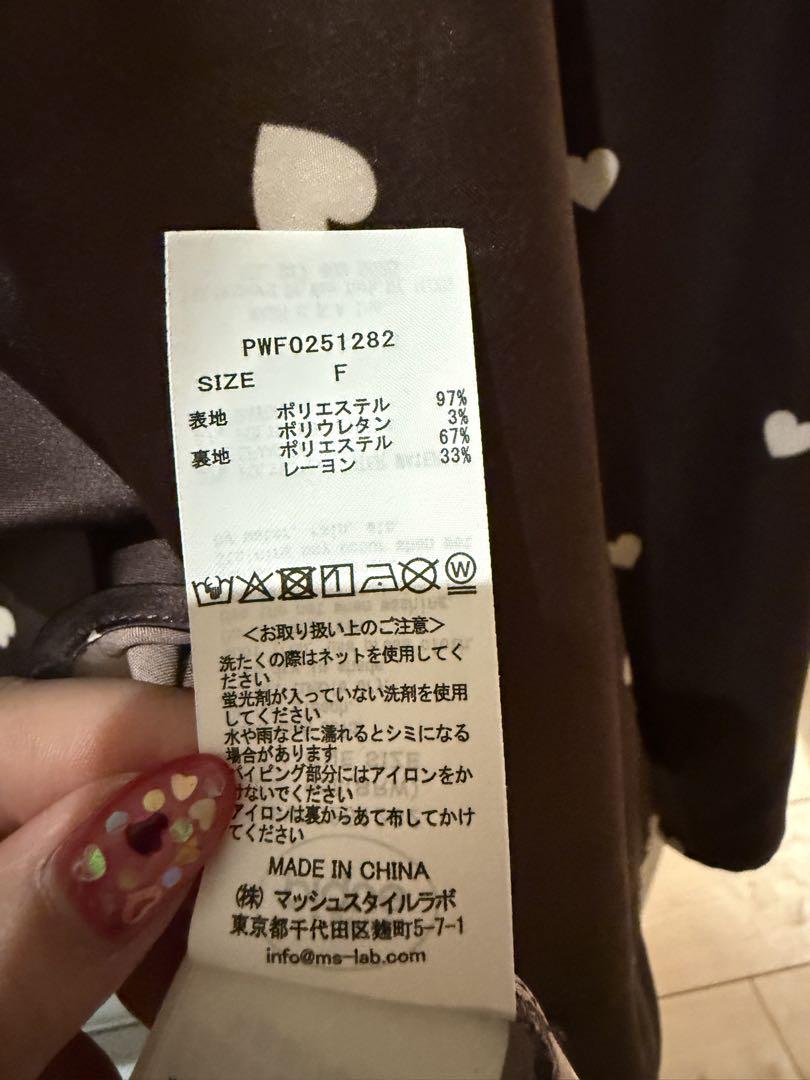 PWF0251282
SIZE F
表地 ポリエステル 97%
ポリウレタン 3%
裏地 ポリエステル 67%
レーヨン 33%
W
<お取り扱い上のご注意>
洗たくの際はネットを使用してく
ださい
蛍光剤が入っていない洗剤を使用
してください
水や雨などに濡れるとシミになる
場合があります
パイピング部分にはアイロンをか
けないでください
アイロンは裏からあて布してかけ
てください
MADE IN CHINA
(株) マッシュスタイルラボ
東京都千代田区麹町5-7-1
info@ms-lab.com